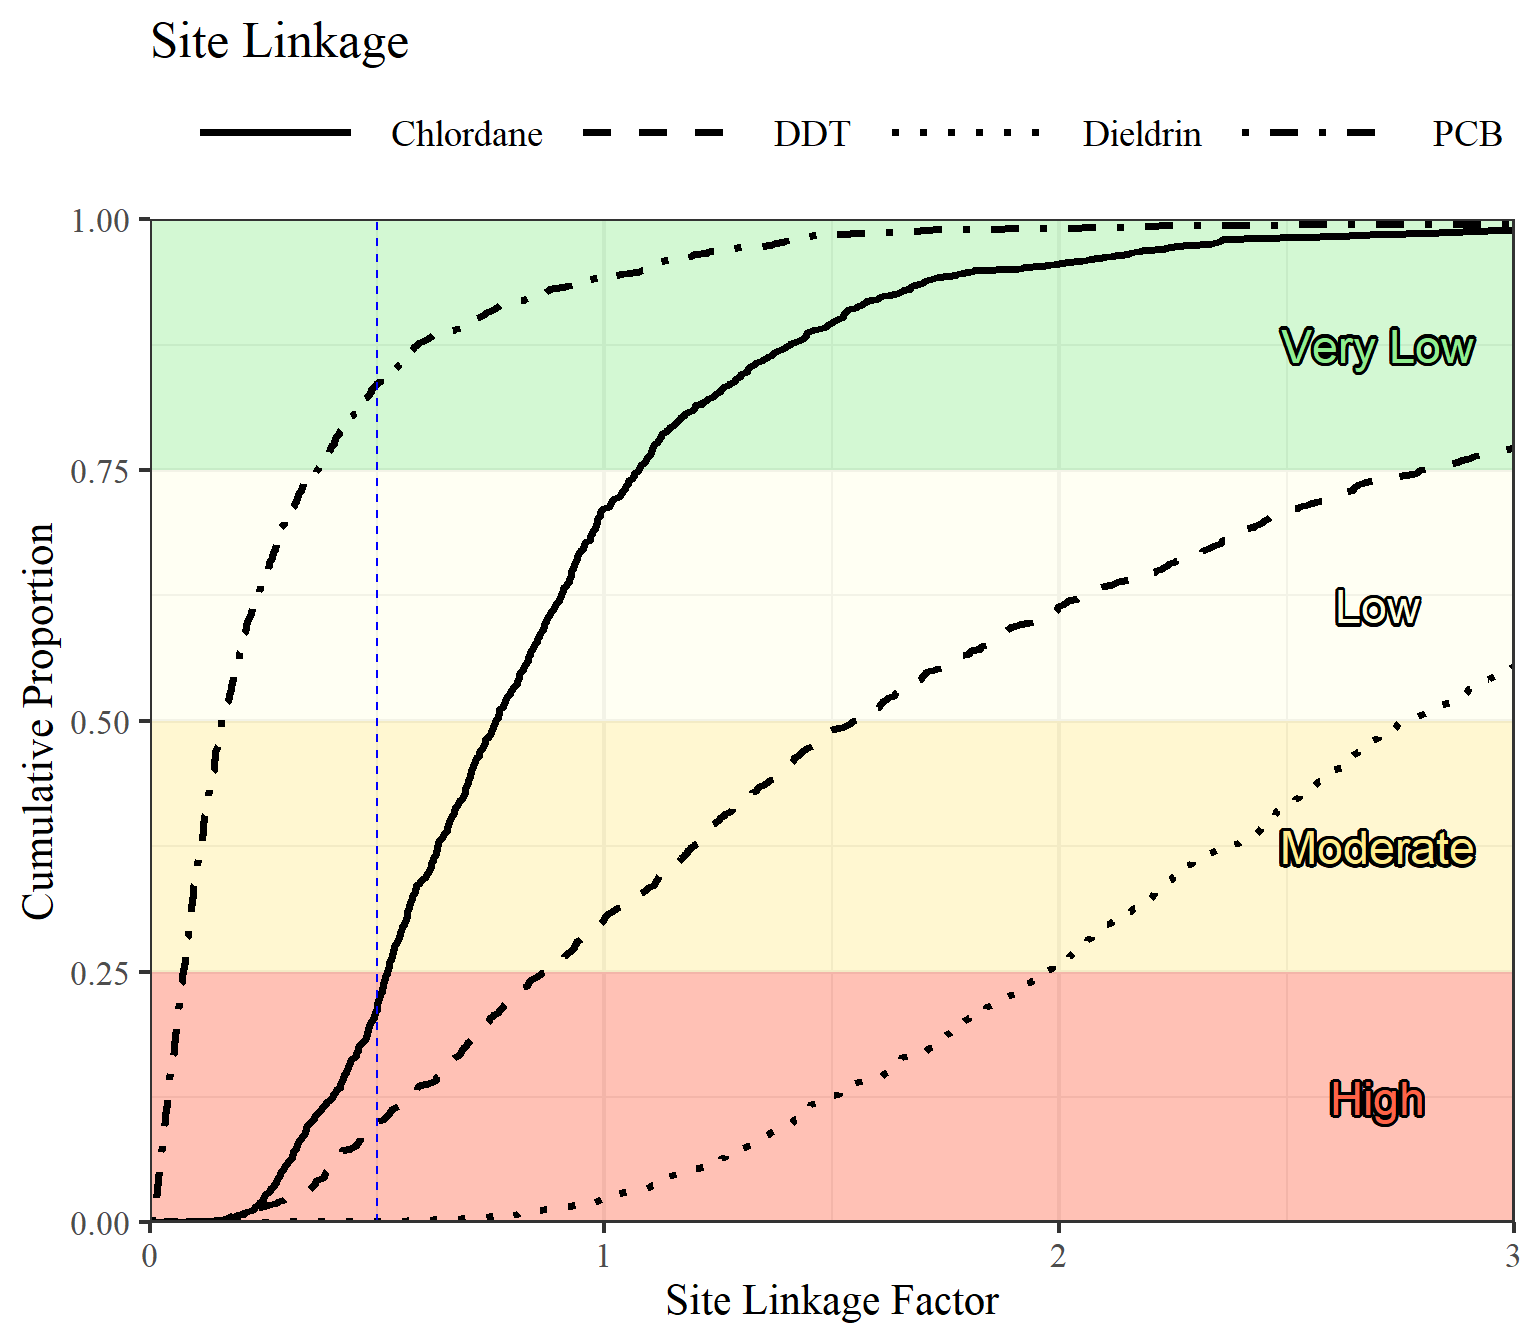 Site Linkage
Chlordane DDT Dieldrin PCB
1.00
Very Low
0.75
Low
Cumulative Proportion
0.50
Moderate
0.25
High
0.00
0 1 2 3
Site Linkage Factor